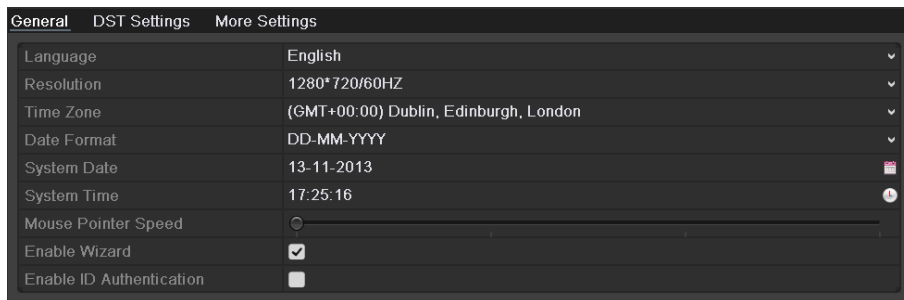 General DST Settings More Settings
Language English
Resolution 1280*720/60HZ
Time Zone (GMT+00:00) Dublin, Edinburgh, London
Date Format DD-MM-YYYY
System Date 13-11-2013
System Time 17:25:16
Mouse Pointer Speed
Enable Wizard
Enable ID Authentication